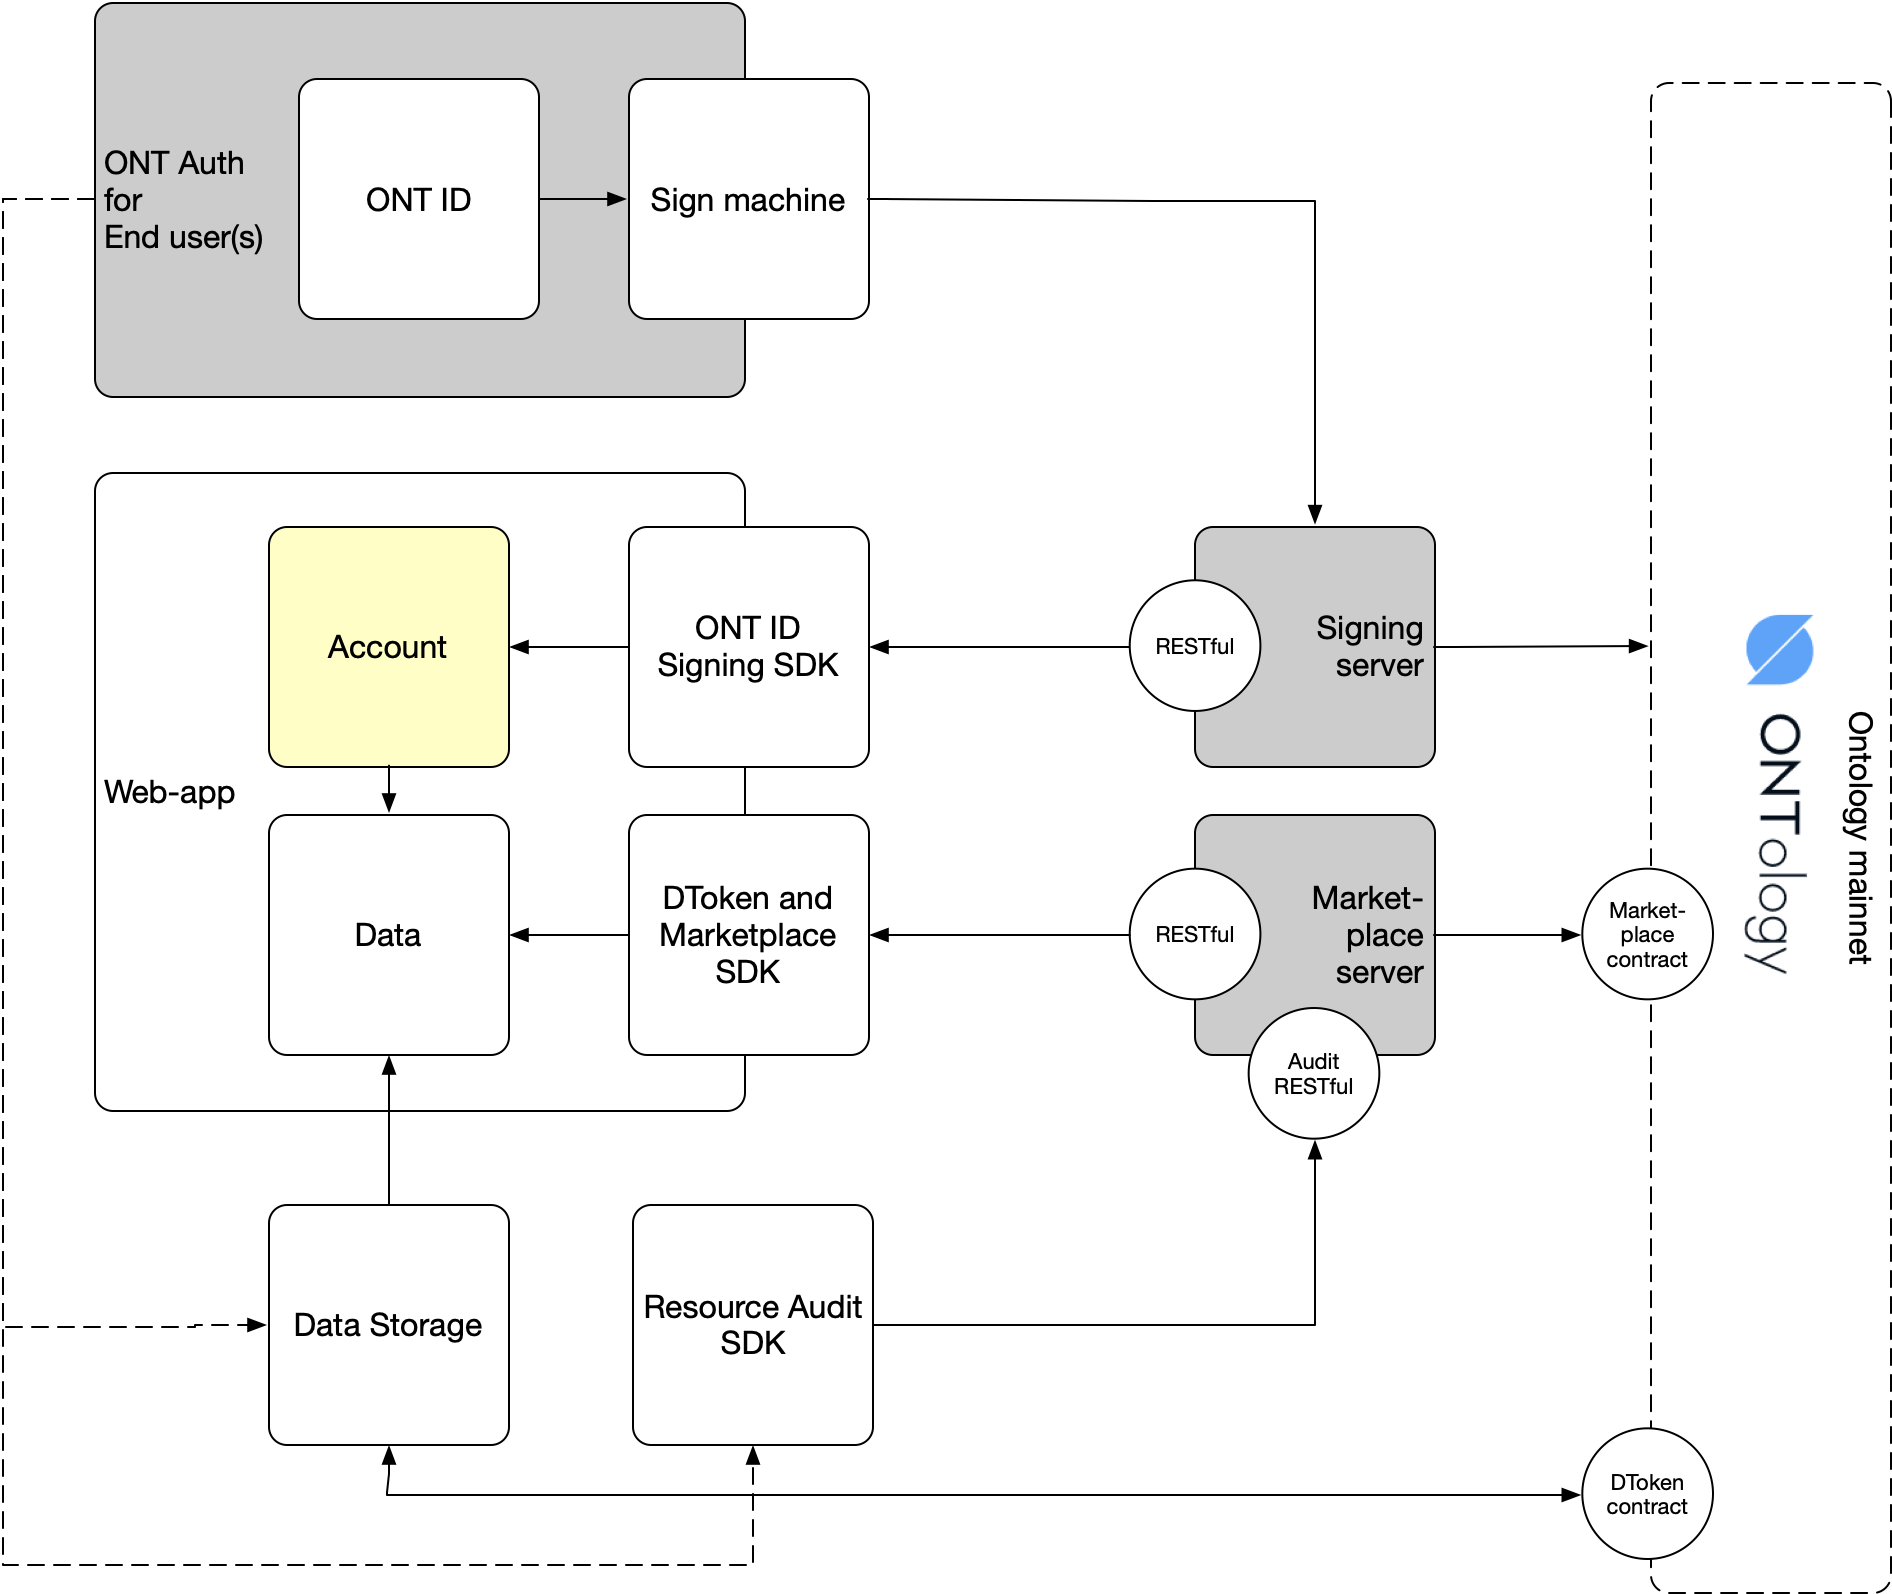 ONT Auth
for
End user(s)
ONT ID
Sign machine
Web-app
Account
ONT ID
Signing SDK
RESTful
Signing
server
Data
DToken and
Marketplace
SDK
RESTful
Market-
place
server
Audit
RESTful
Market-
place
contract
ONTology
Ontology mainnet
Data Storage
Resource Audit
SDK
DToken
contract